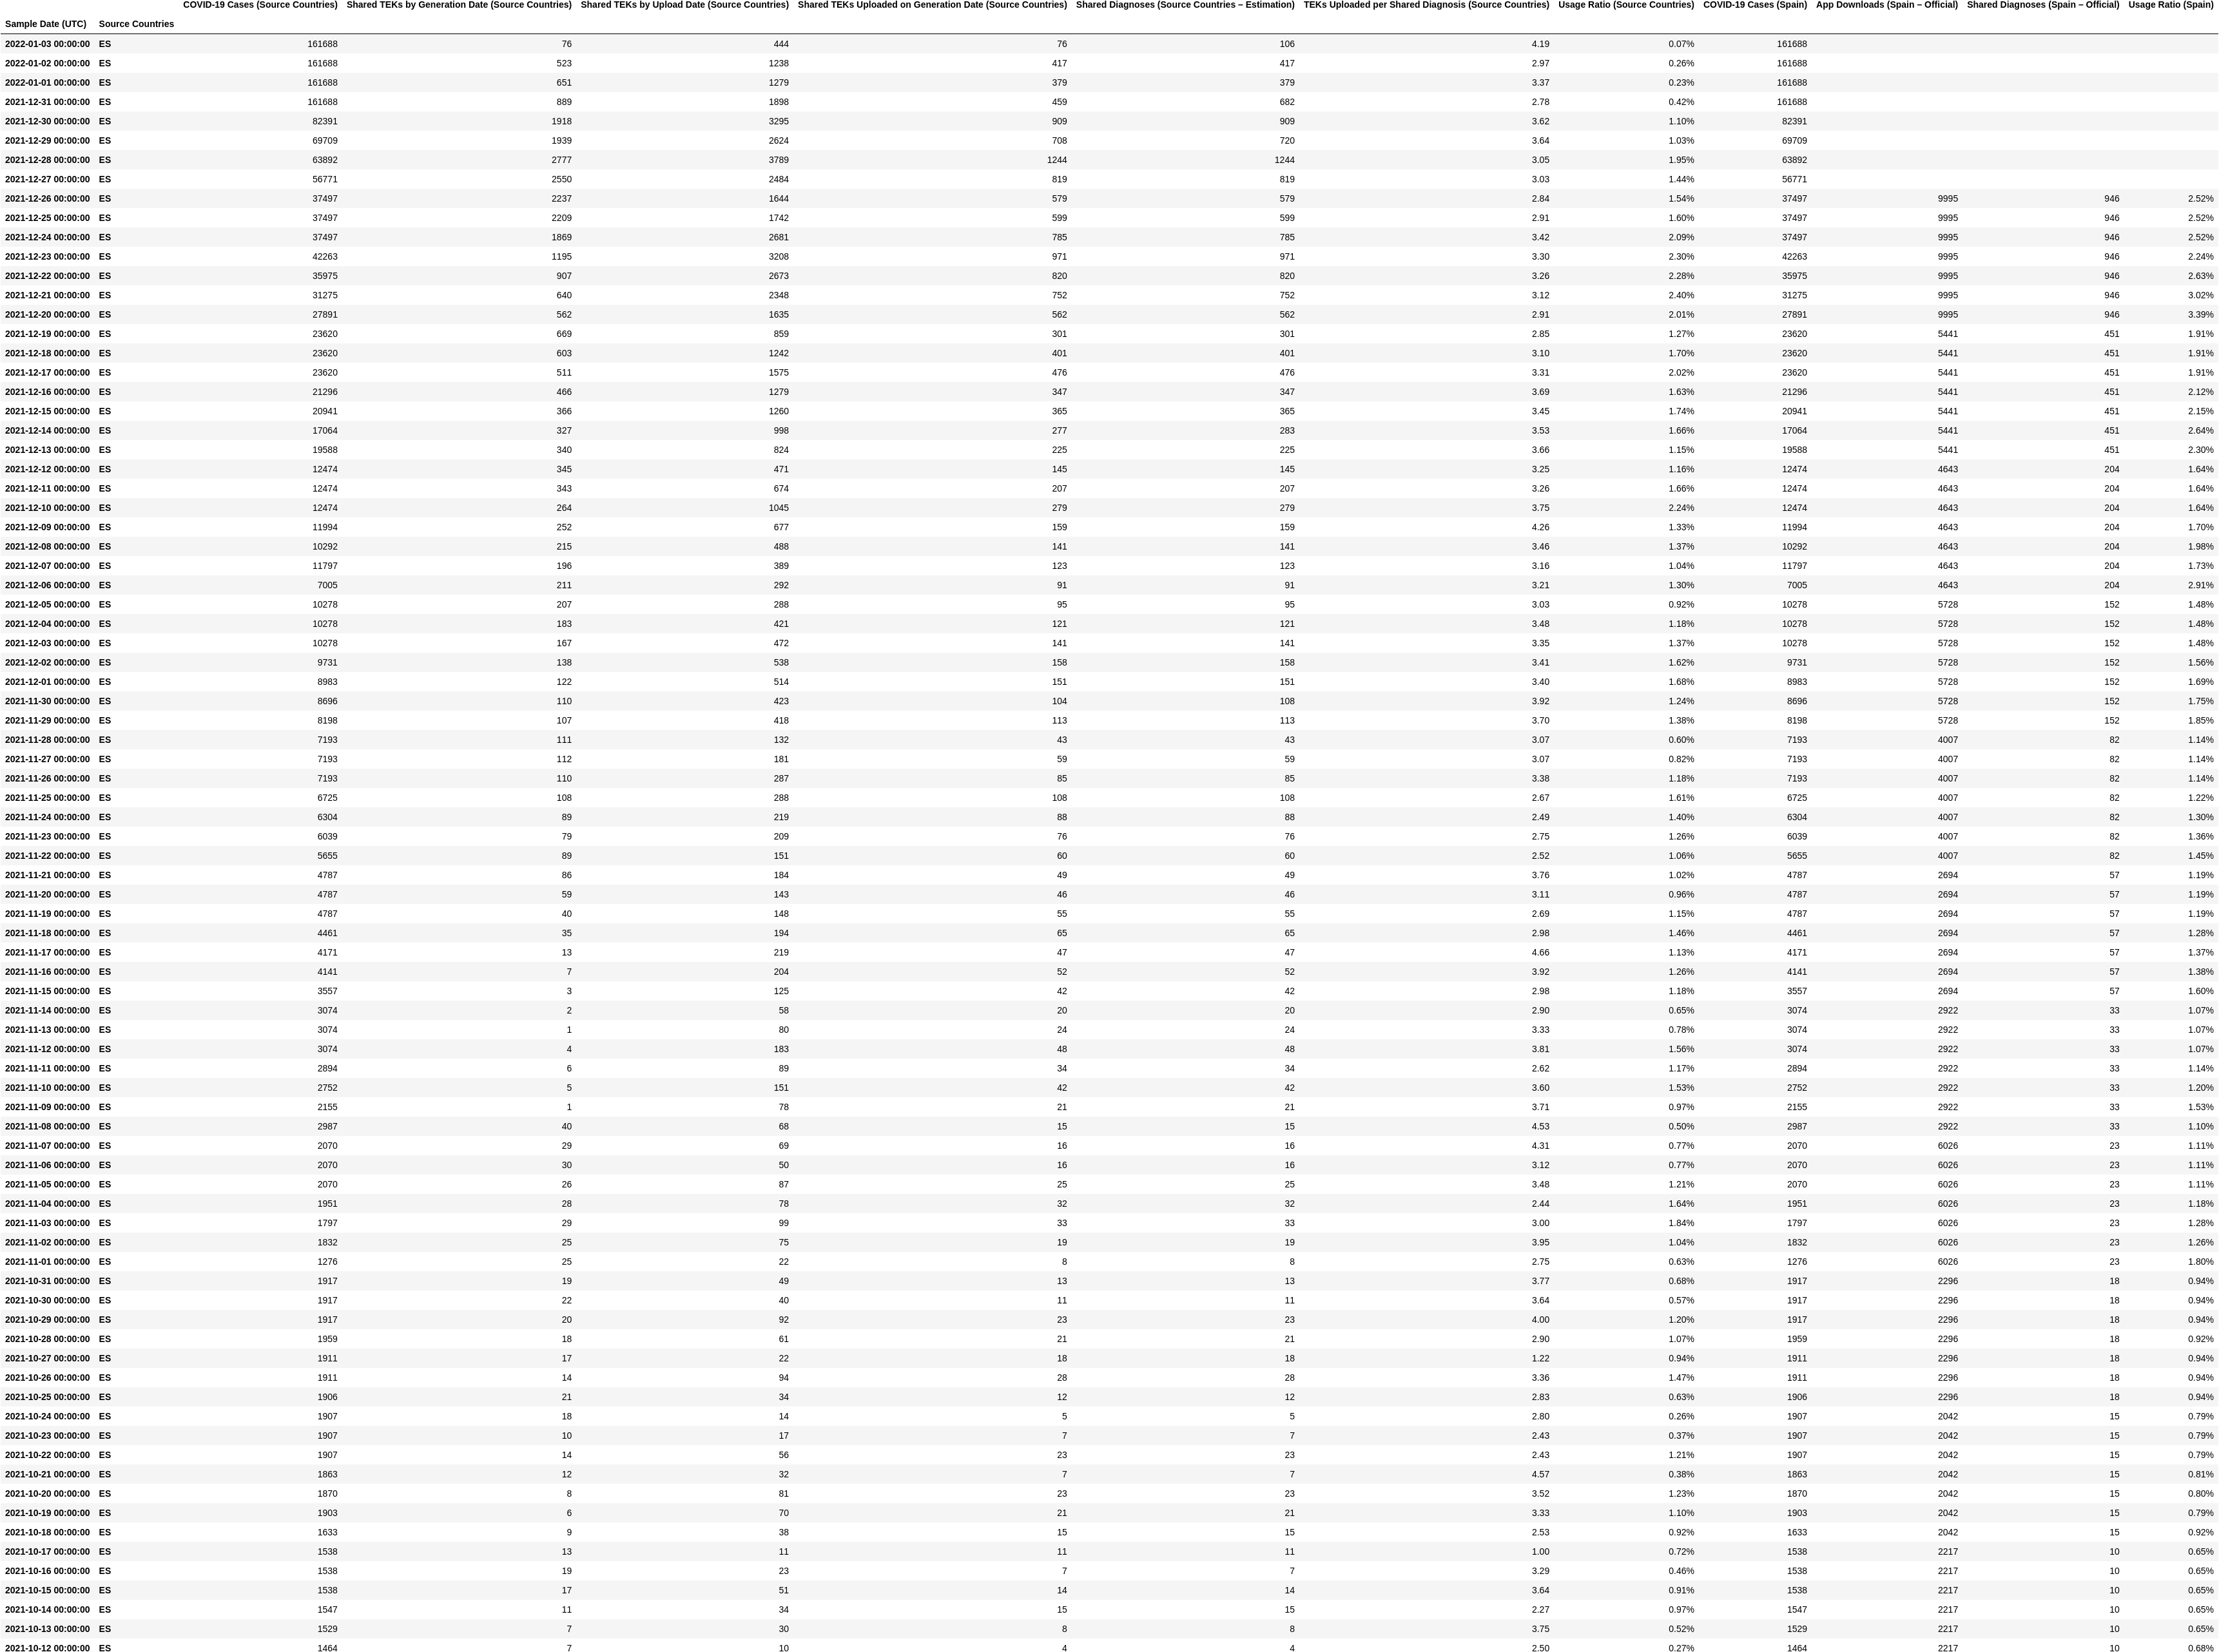 COVID-19 Cases (Source Countries) Shared TEKs by Generation Date (Source Countries) Shared TEKs by Upload Date (Source Countries) Shared TEKs Uploaded on Generation Date (Source Countries) Shared Diagnoses (Source Countries – Estimation) TEKs Uploaded per Shared Diagnosis (Source Countries) Usage Ratio (Source Countries) COVID-19 Cases (Spain) App Downloads (Spain – Official) Shared Diagnoses (Spain – Official) Usage Ratio (Spain)
Sample Date (UTC) Source Countries
2022-01-03 00:00:00 ES 161688 76 444 76 106 4.19 0.07% 161688
2022-01-02 00:00:00 ES 161688 523 1238 417 417 2.97 0.26% 161688
2022-01-01 00:00:00 ES 161688 651 1279 379 379 3.37 0.23% 161688
2021-12-31 00:00:00 ES 161688 889 1898 459 682 2.78 0.42% 161688
2021-12-30 00:00:00 ES 82391 1918 3295 909 909 3.62 1.10% 82391
2021-12-29 00:00:00 ES 69709 1939 2624 708 720 3.64 1.03% 69709
2021-12-28 00:00:00 ES 63892 2777 3789 1244 1244 3.05 1.95% 63892
2021-12-27 00:00:00 ES 56771 2550 2484 819 819 3.03 1.44% 56771
2021-12-26 00:00:00 ES 37497 2237 1644 579 579 2.84 1.54% 37497 9995 946 2.52%
2021-12-25 00:00:00 ES 37497 2209 1742 599 599 2.91 1.60% 37497 9995 946 2.52%
2021-12-24 00:00:00 ES 37497 1869 2681 785 785 3.42 2.09% 37497 9995 946 2.52%
2021-12-23 00:00:00 ES 42263 1195 3208 971 971 3.30 2.30% 42263 9995 946 2.24%
2021-12-22 00:00:00 ES 35975 907 2673 820 820 3.26 2.28% 35975 9995 946 2.63%
2021-12-21 00:00:00 ES 31275 640 2348 752 752 3.12 2.40% 31275 9995 946 3.02%
2021-12-20 00:00:00 ES 27891 562 1635 562 562 2.91 2.01% 27891 9995 946 3.39%
2021-12-19 00:00:00 ES 23620 669 859 301 301 2.85 1.27% 23620 5441 451 1.91%
2021-12-18 00:00:00 ES 23620 603 1242 401 401 3.10 1.70% 23620 5441 451 1.91%
2021-12-17 00:00:00 ES 23620 511 1575 476 476 3.31 2.02% 23620 5441 451 1.91%
2021-12-16 00:00:00 ES 21296 466 1279 347 347 3.69 1.63% 21296 5441 451 2.12%
2021-12-15 00:00:00 ES 20941 366 1260 365 365 3.45 1.74% 20941 5441 451 2.15%
2021-12-14 00:00:00 ES 17064 327 998 277 283 3.53 1.66% 17064 5441 451 2.64%
2021-12-13 00:00:00 ES 19588 340 824 225 225 3.66 1.15% 19588 5441 451 2.30%
2021-12-12 00:00:00 ES 12474 345 471 145 145 3.25 1.16% 12474 4643 204 1.64%
2021-12-11 00:00:00 ES 12474 343 674 207 207 3.26 1.66% 12474 4643 204 1.64%
2021-12-10 00:00:00 ES 12474 264 1045 279 279 3.75 2.24% 12474 4643 204 1.64%
2021-12-09 00:00:00 ES 11994 252 677 159 159 4.26 1.33% 11994 4643 204 1.70%
2021-12-08 00:00:00 ES 10292 215 488 141 141 3.46 1.37% 10292 4643 204 1.98%
2021-12-07 00:00:00 ES 11797 196 389 123 123 3.16 1.04% 11797 4643 204 1.73%
2021-12-06 00:00:00 ES 7005 211 292 91 91 3.21 1.30% 7005 4643 204 2.91%
2021-12-05 00:00:00 ES 10278 207 288 95 95 3.03 0.92% 10278 5728 152 1.48%
2021-12-04 00:00:00 ES 10278 183 421 121 121 3.48 1.18% 10278 5728 152 1.48%
2021-12-03 00:00:00 ES 10278 167 472 141 141 3.35 1.37% 10278 5728 152 1.48%
2021-12-02 00:00:00 ES 9731 138 538 158 158 3.41 1.62% 9731 5728 152 1.56%
2021-12-01 00:00:00 ES 8983 122 514 151 151 3.40 1.68% 8983 5728 152 1.69%
2021-11-30 00:00:00 ES 8696 110 423 104 108 3.92 1.24% 8696 5728 152 1.75%
2021-11-29 00:00:00 ES 8198 107 418 113 113 3.70 1.38% 8198 5728 152 1.85%
2021-11-28 00:00:00 ES 7193 111 132 43 43 3.07 0.60% 7193 4007 82 1.14%
2021-11-27 00:00:00 ES 7193 112 181 59 59 3.07 0.82% 7193 4007 82 1.14%
2021-11-26 00:00:00 ES 7193 110 287 85 85 3.38 1.18% 7193 4007 82 1.14%
2021-11-25 00:00:00 ES 6725 108 288 108 108 2.67 1.61% 6725 4007 82 1.22%
2021-11-24 00:00:00 ES 6304 89 219 88 88 2.49 1.40% 6304 4007 82 1.30%
2021-11-23 00:00:00 ES 6039 79 209 76 76 2.75 1.26% 6039 4007 82 1.36%
2021-11-22 00:00:00 ES 5655 89 151 60 60 2.52 1.06% 5655 4007 82 1.45%
2021-11-21 00:00:00 ES 4787 86 184 49 49 3.76 1.02% 4787 2694 57 1.19%
2021-11-20 00:00:00 ES 4787 59 143 46 46 3.11 0.96% 4787 2694 57 1.19%
2021-11-19 00:00:00 ES 4787 40 148 55 55 2.69 1.15% 4787 2694 57 1.19%
2021-11-18 00:00:00 ES 4461 35 194 65 65 2.98 1.46% 4461 2694 57 1.28%
2021-11-17 00:00:00 ES 4171 13 219 47 47 4.66 1.13% 4171 2694 57 1.37%
2021-11-16 00:00:00 ES 4141 7 204 52 52 3.92 1.26% 4141 2694 57 1.38%
2021-11-15 00:00:00 ES 3557 3 125 42 42 2.98 1.18% 3557 2694 57 1.60%
2021-11-14 00:00:00 ES 3074 2 58 20 20 2.90 0.65% 3074 2922 33 1.07%
2021-11-13 00:00:00 ES 3074 1 80 24 24 3.33 0.78% 3074 2922 33 1.07%
2021-11-12 00:00:00 ES 3074 4 183 48 48 3.81 1.56% 3074 2922 33 1.07%
2021-11-11 00:00:00 ES 2894 6 89 34 34 2.62 1.17% 2894 2922 33 1.14%
2021-11-10 00:00:00 ES 2752 5 151 42 42 3.60 1.53% 2752 2922 33 1.20%
2021-11-09 00:00:00 ES 2155 1 78 21 21 3.71 0.97% 2155 2922 33 1.53%
2021-11-08 00:00:00 ES 2987 40 68 15 15 4.53 0.50% 2987 2922 33 1.10%
2021-11-07 00:00:00 ES 2070 29 69 16 16 4.31 0.77% 2070 6026 23 1.11%
2021-11-06 00:00:00 ES 2070 30 50 16 16 3.12 0.77% 2070 6026 23 1.11%
2021-11-05 00:00:00 ES 2070 26 87 25 25 3.48 1.21% 2070 6026 23 1.11%
2021-11-04 00:00:00 ES 1951 28 78 32 32 2.44 1.64% 1951 6026 23 1.18%
2021-11-03 00:00:00 ES 1797 29 99 33 33 3.00 1.84% 1797 6026 23 1.28%
2021-11-02 00:00:00 ES 1832 25 75 19 19 3.95 1.04% 1832 6026 23 1.26%
2021-11-01 00:00:00 ES 1276 25 22 8 8 2.75 0.63% 1276 6026 23 1.80%
2021-10-31 00:00:00 ES 1917 19 49 13 13 3.77 0.68% 1917 2296 18 0.94%
2021-10-30 00:00:00 ES 1917 22 40 11 11 3.64 0.57% 1917 2296 18 0.94%
2021-10-29 00:00:00 ES 1917 20 92 23 23 4.00 1.20% 1917 2296 18 0.94%
2021-10-28 00:00:00 ES 1959 18 61 21 21 2.90 1.07% 1959 2296 18 0.92%
2021-10-27 00:00:00 ES 1911 17 22 18 18 1.22 0.94% 1911 2296 18 0.94%
2021-10-26 00:00:00 ES 1911 14 94 28 28 3.36 1.47% 1911 2296 18 0.94%
2021-10-25 00:00:00 ES 1906 21 34 12 12 2.83 0.63% 1906 2296 18 0.94%
2021-10-24 00:00:00 ES 1907 18 14 5 5 2.80 0.26% 1907 2042 15 0.79%
2021-10-23 00:00:00 ES 1907 10 17 7 7 2.43 0.37% 1907 2042 15 0.79%
2021-10-22 00:00:00 ES 1907 14 56 23 23 2.43 1.21% 1907 2042 15 0.79%
2021-10-21 00:00:00 ES 1863 12 32 7 7 4.57 0.38% 1863 2042 15 0.81%
2021-10-20 00:00:00 ES 1870 8 81 23 23 3.52 1.23% 1870 2042 15 0.80%
2021-10-19 00:00:00 ES 1903 6 70 21 21 3.33 1.10% 1903 2042 15 0.79%
2021-10-18 00:00:00 ES 1633 9 38 15 15 2.53 0.92% 1633 2042 15 0.92%
2021-10-17 00:00:00 ES 1538 13 11 11 11 1.00 0.72% 1538 2217 10 0.65%
2021-10-16 00:00:00 ES 1538 19 23 7 7 3.29 0.46% 1538 2217 10 0.65%
2021-10-15 00:00:00 ES 1538 17 51 14 14 3.64 0.91% 1538 2217 10 0.65%
2021-10-14 00:00:00 ES 1547 11 34 15 15 2.27 0.97% 1547 2217 10 0.65%
2021-10-13 00:00:00 ES 1529 7 30 8 8 3.75 0.52% 1529 2217 10 0.65%
2021-10-12 00:00:00 ES 1464 7 10 4 4 2.50 0.27% 1464 2217 10 0.68%